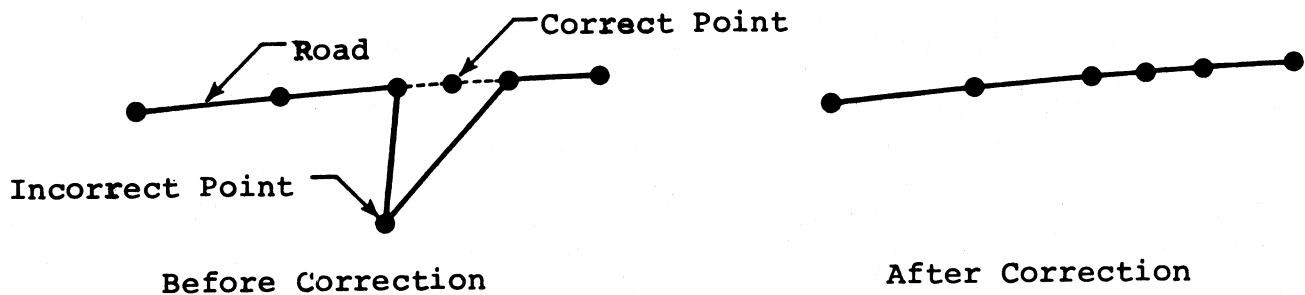 Correct Point
Road
Incorrect Point
Before Correction
After Correction